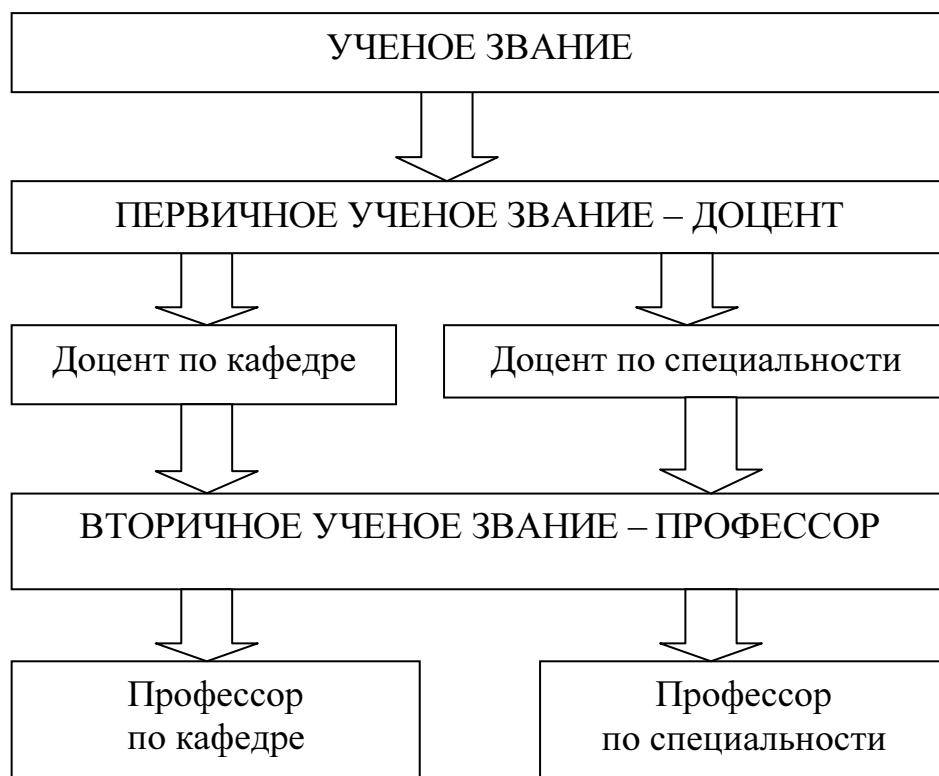 УЧЕНОЕ ЗВАНИЕ
ПЕРВИЧНОЕ УЧЕНОЕ ЗВАНИЕ – ДОЦЕНТ
Доцент по кафедре
Доцент по специальности
ВТОРИЧНОЕ УЧЕНОЕ ЗВАНИЕ – ПРОФЕССОР
Профессор
по кафедре
Профессор
по специальности